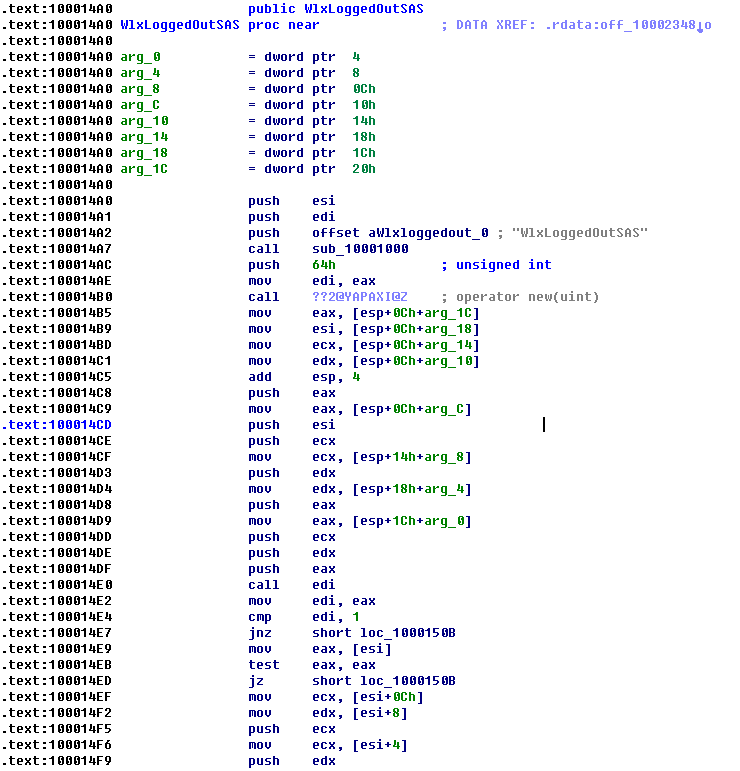 .text:100014A0 public WlxLoggedOutSAS
.text:100014A0 WlxLoggedOutSAS proc near ; DATA XREF: .rdata:off_10002348↓o
.text:100014A0
.text:100014A0 arg_0 = dword ptr 4
.text:100014A0 arg_4 = dword ptr 8
.text:100014A0 arg_8 = dword ptr 0Ch
.text:100014A0 arg_C = dword ptr 10h
.text:100014A0 arg_10 = dword ptr 14h
.text:100014A0 arg_14 = dword ptr 18h
.text:100014A0 arg_18 = dword ptr 1Ch
.text:100014A0 arg_1C = dword ptr 20h
.text:100014A0
.text:100014A0 push esi
.text:100014A1 push edi
.text:100014A2 push offset aWlxloggedout_0 ; "WlxLoggedOutSAS"
.text:100014A7 call sub_10001000
.text:100014AC push 64h ; unsigned int
.text:100014AE mov edi, eax
.text:100014B0 call ??2@YAPAXI@Z ; operator new(uint)
.text:100014B5 mov eax, [esp+0Ch+arg_1C]
.text:100014B9 mov esi, [esp+0Ch+arg_18]
.text:100014BD mov ecx, [esp+0Ch+arg_14]
.text:100014C1 mov edx, [esp+0Ch+arg_10]
.text:100014C5 add esp, 4
.text:100014C8 push eax
.text:100014C9 mov eax, [esp+0Ch+arg_C]
.text:100014CD push esi
.text:100014CE push ecx
.text:100014CF mov ecx, [esp+14h+arg_8]
.text:100014D3 push edx
.text:100014D4 mov edx, [esp+18h+arg_4]
.text:100014D8 push eax
.text:100014D9 mov eax, [esp+1Ch+arg_0]
.text:100014DD push ecx
.text:100014DE push edx
.text:100014DF push eax
.text:100014E0 call edi
.text:100014E2 mov edi, eax
.text:100014E4 cmp edi, 1
.text:100014E7 jnz short loc_1000150B
.text:100014E9 mov eax, [esi]
.text:100014EB test eax, eax
.text:100014ED jz short loc_1000150B
.text:100014EF mov ecx, [esi+0Ch]
.text:100014F2 mov edx, [esi+8]
.text:100014F5 push ecx
.text:100014F6 mov ecx, [esi+4]
.text:100014F9 push edx